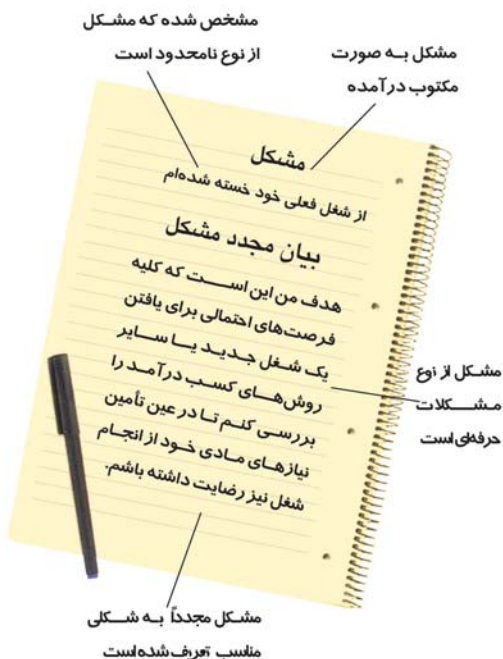 مشخص شده که مشکل
از نوع نامحدود است
مشکل به صورت
مکتوب درآمده
مشکل
از شغل فعلی خود خسته شده‌ام
بیان مجدد مشکل
هدف من این است که کلیه
فرصت‌های احتمالی برای یافتن
یک شغل جدید یا سایر
روش‌های کسب درآمد را
بررسی کنم تا در عین تأمین
نیازهای مادی خود از انجام
شغل نیز رضایت داشته باشم.
مشکل از نوع
مشکلات
حرفه‌ای است
مشکل مجدداً به شکلی
مناسب تعریف شده است